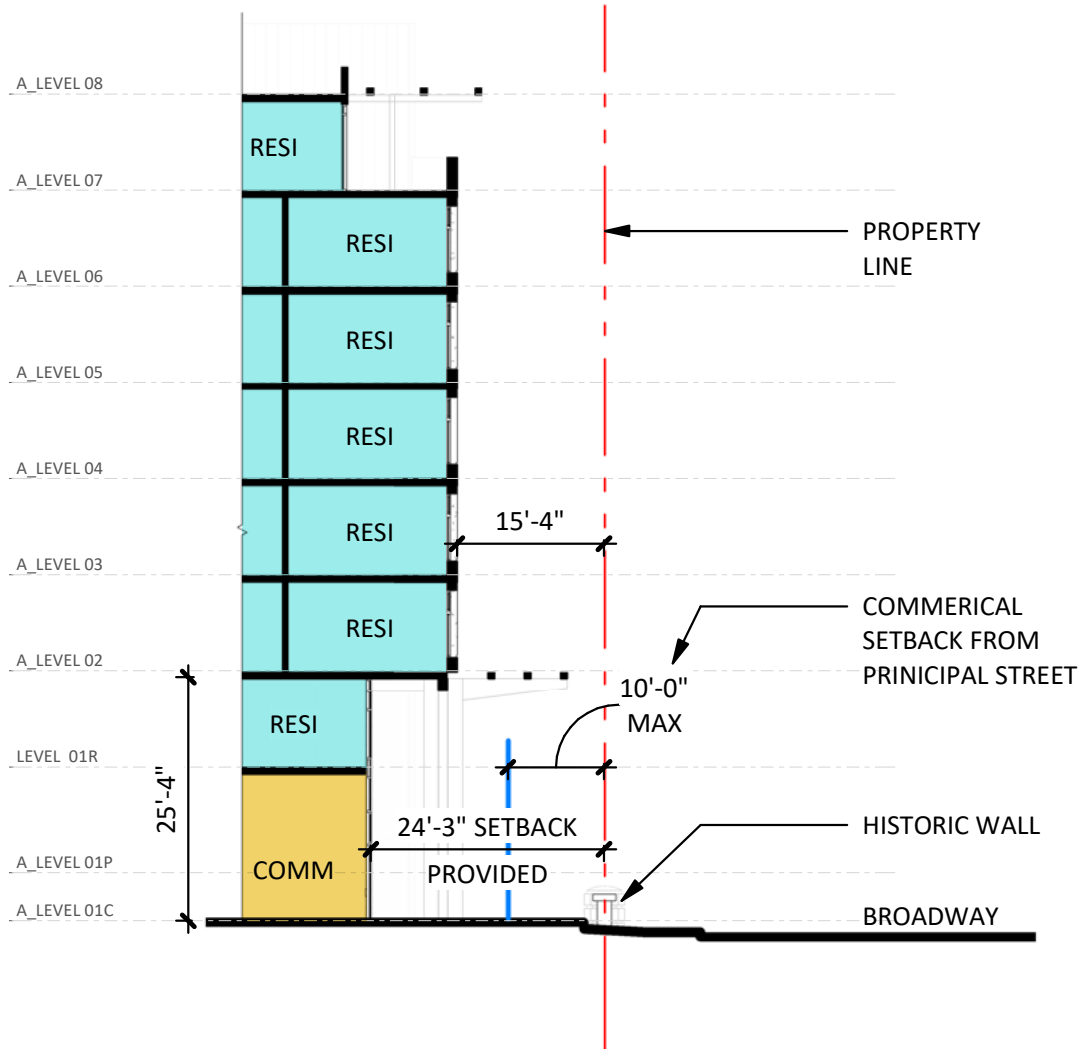 A_LEVEL 08
RESI
A_LEVEL 07
RESI
PROPERTY
LINE
A_LEVEL 06
RESI
A_LEVEL 05
RESI
A_LEVEL 04
RESI
15'-4"
A_LEVEL 03
RESI
COMMERICAL
SETBACK FROM
PRINICIPAL STREET
A_LEVEL 02
10'-0"
MAX
RESI
LEVEL 01R
25'-4"
24'-3" SETBACK
PROVIDED
HISTORIC WALL
A_LEVEL 01P
COMM
A_LEVEL 01C
BROADWAY